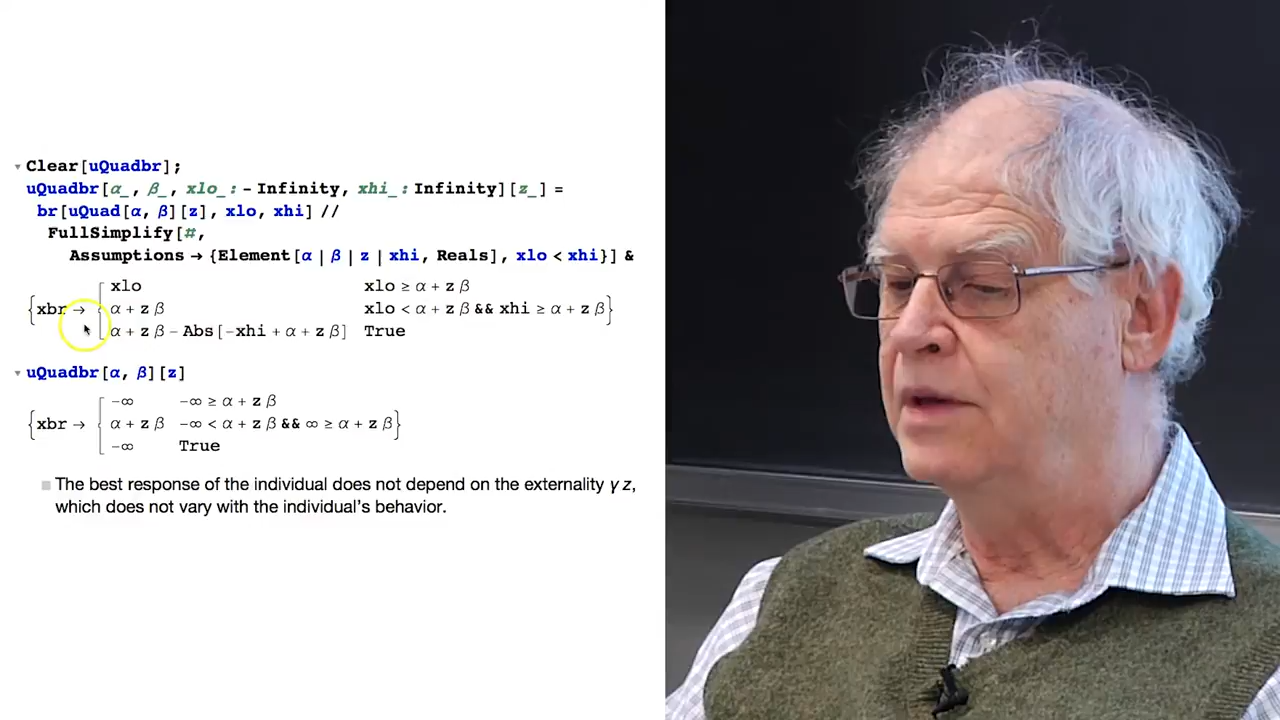 Clear[uQuadbr];
uQuadbr[α_, β_, xlo_: - Infinity, xhi_: Infinity][z_] =
br[uQuad[α, β][z], xlo, xhi] //
FullSimplify[#,
Assumptions → {Element[α | β | z | xhi, Reals], xlo < xhi}] &
xlo xlo ≥ α + z β
{xbr → { α + z β xlo < α + z β && xhi ≥ α + z β}
α + z β - Abs[-xhi + α + z β] True
uQuadbr[α, β][z]
-∞ -∞ ≥ α + z β
{xbr → { α + z β -∞ < α + z β && ∞ ≥ α + z β}
-∞ True
The best response of the individual does not depend on the externality γ z,
which does not vary with the individual's behavior.